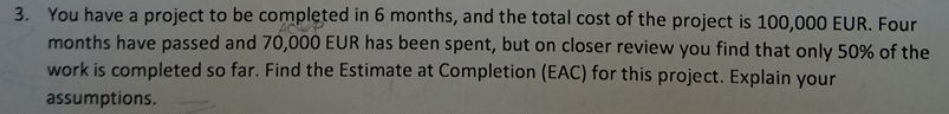 3. You have a project to be completed in 6 months, and the total cost of the project is 100,000 EUR. Four
months have passed and 70,000 EUR has been spent, but on closer review you find that only 50% of the
work is completed so far. Find the Estimate at Completion (EAC) for this project. Explain your
assumptions.